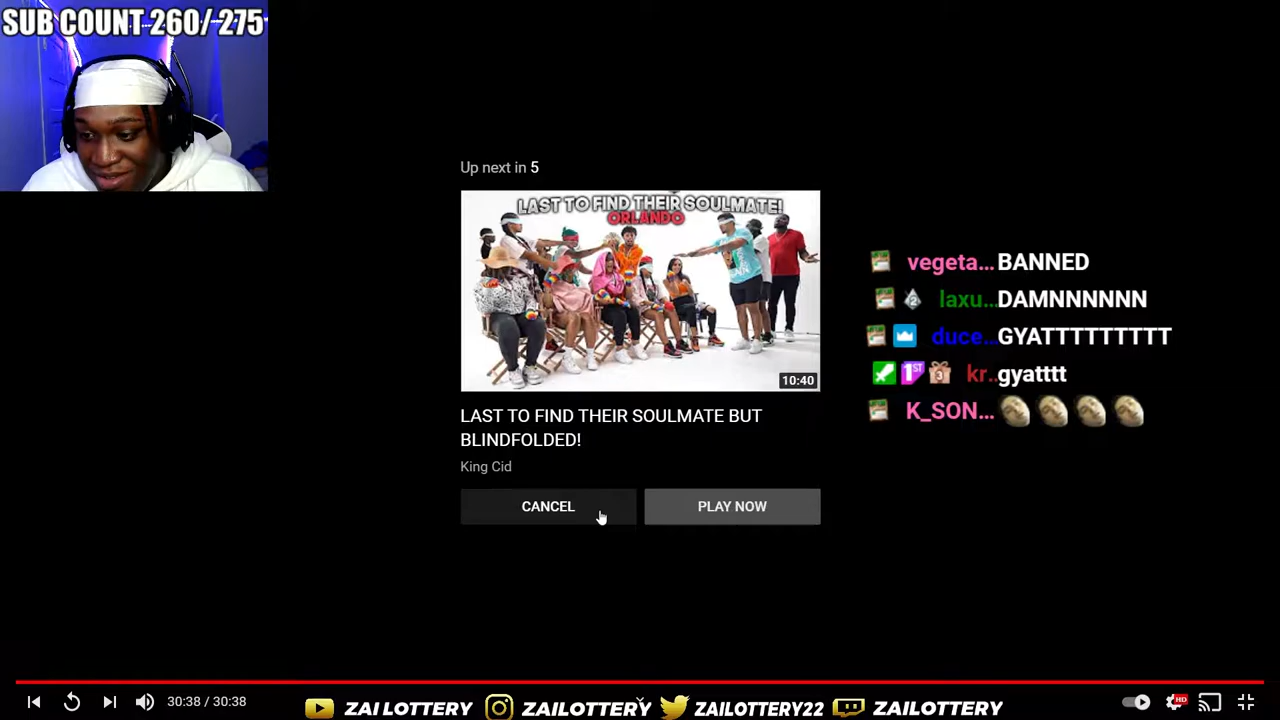 SUB COUNT 260/275
Up next in 5
LAST TO FIND THEIR SOULMATE!
ORLANDO
10:40
LAST TO FIND THEIR SOULMATE BUT
BLINDFOLDED!
King Cid
CANCEL
PLAY NOW
vegeta... BANNED
laxu... DAMNNNNNN
duce... GYATTTTTTTTT
kr.. gyatttt
K_SON...
30:38 / 30:38
HD
ZAI LOTTERY
ZAILOTTERY
ZAILOTTERY22
ZAILOTTERY